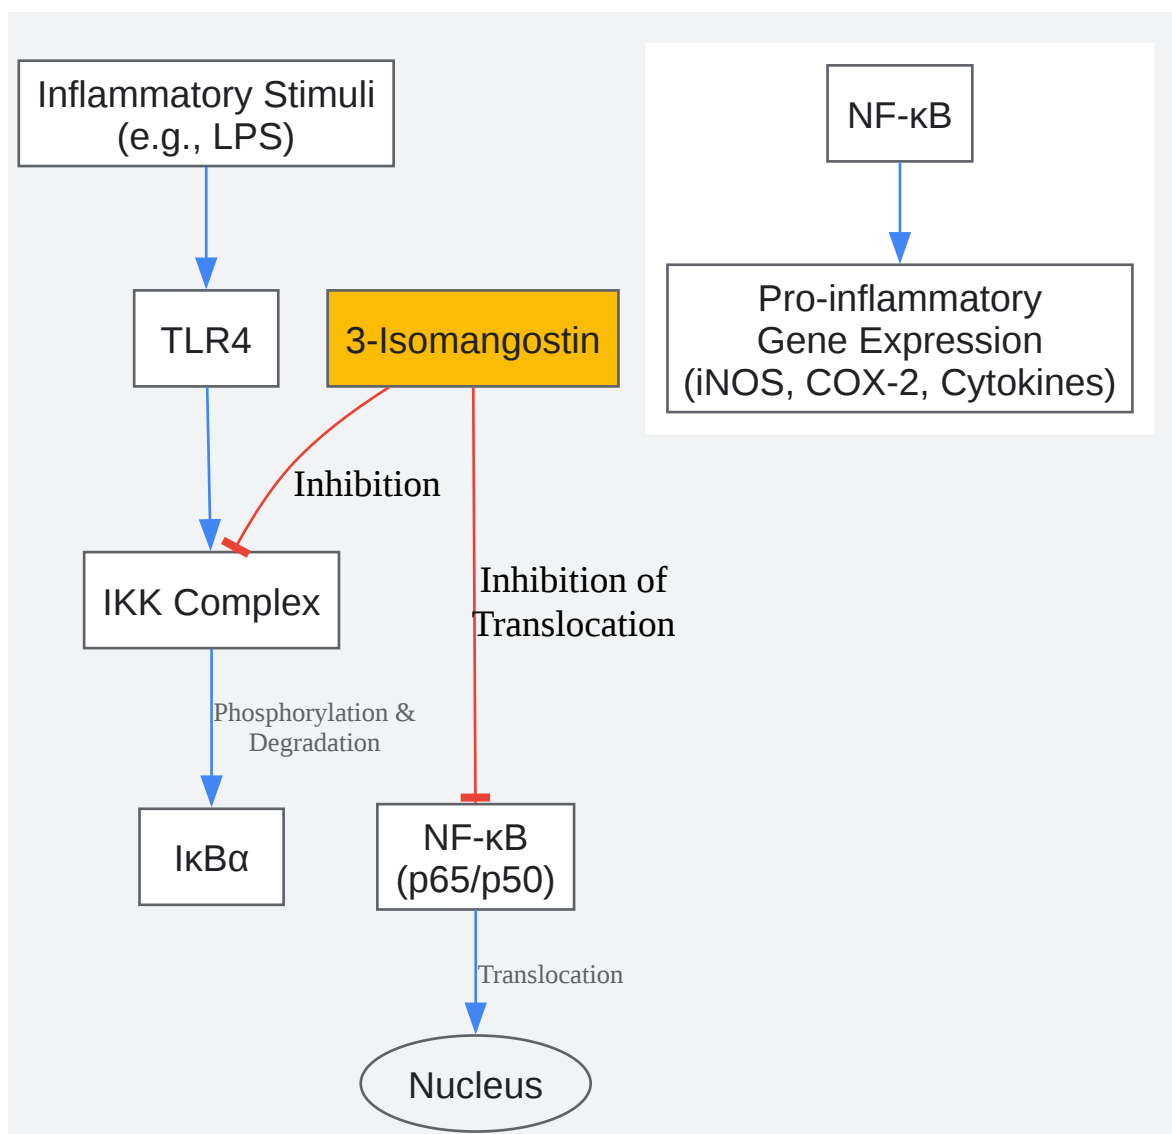 Inflammatory Stimuli
(e.g., LPS)
NF-κB
TLR4
3-Isomangostin
Pro-inflammatory
Gene Expression
(iNOS, COX-2, Cytokines)
Inhibition
IKK Complex
Inhibition of
Translocation
Phosphorylation &
Degradation
IκBα
NF-κB
(p65/p50)
Translocation
Nucleus